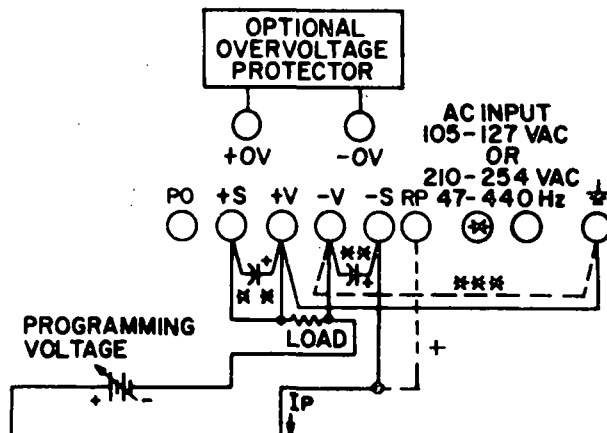 OPTIONAL
OVERVOLTAGE
PROTECTOR
+OV
-OV
AC INPUT
105-127 VAC
OR
210-254 VAC
47-440 Hz
PO
+S
+V
-V
-S
RP
+
**
**
+
***
LOAD
PROGRAMMING
VOLTAGE
+
-
+
IP